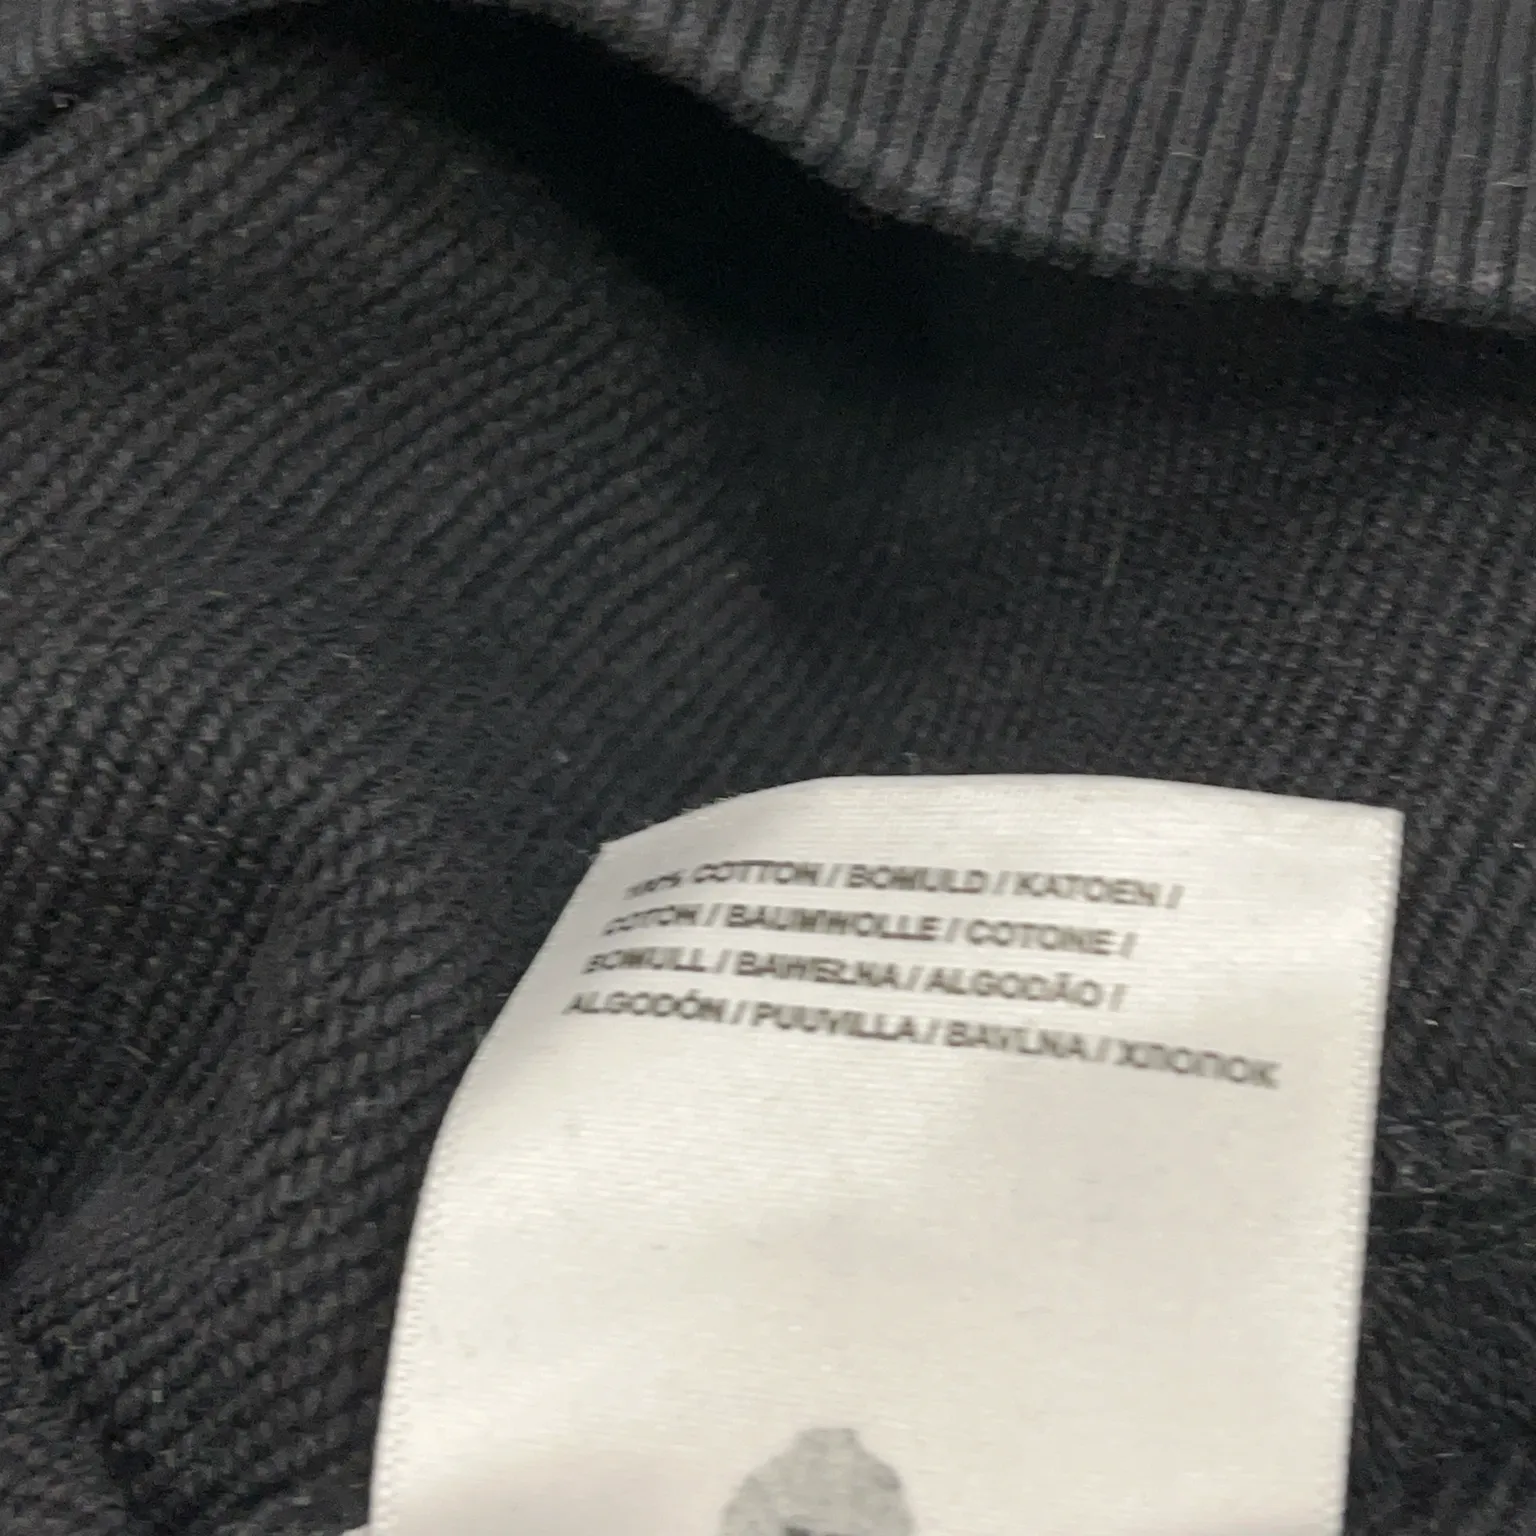 100% COTTON / BOMULD / KATOEN /
COTON / BAUMWOLLE / COTONE /
BOMULL / BAWEŁNA / ALGODÃO /
ALGODÓN / PUUVILLA / BAVLNA / ХЛОПОК